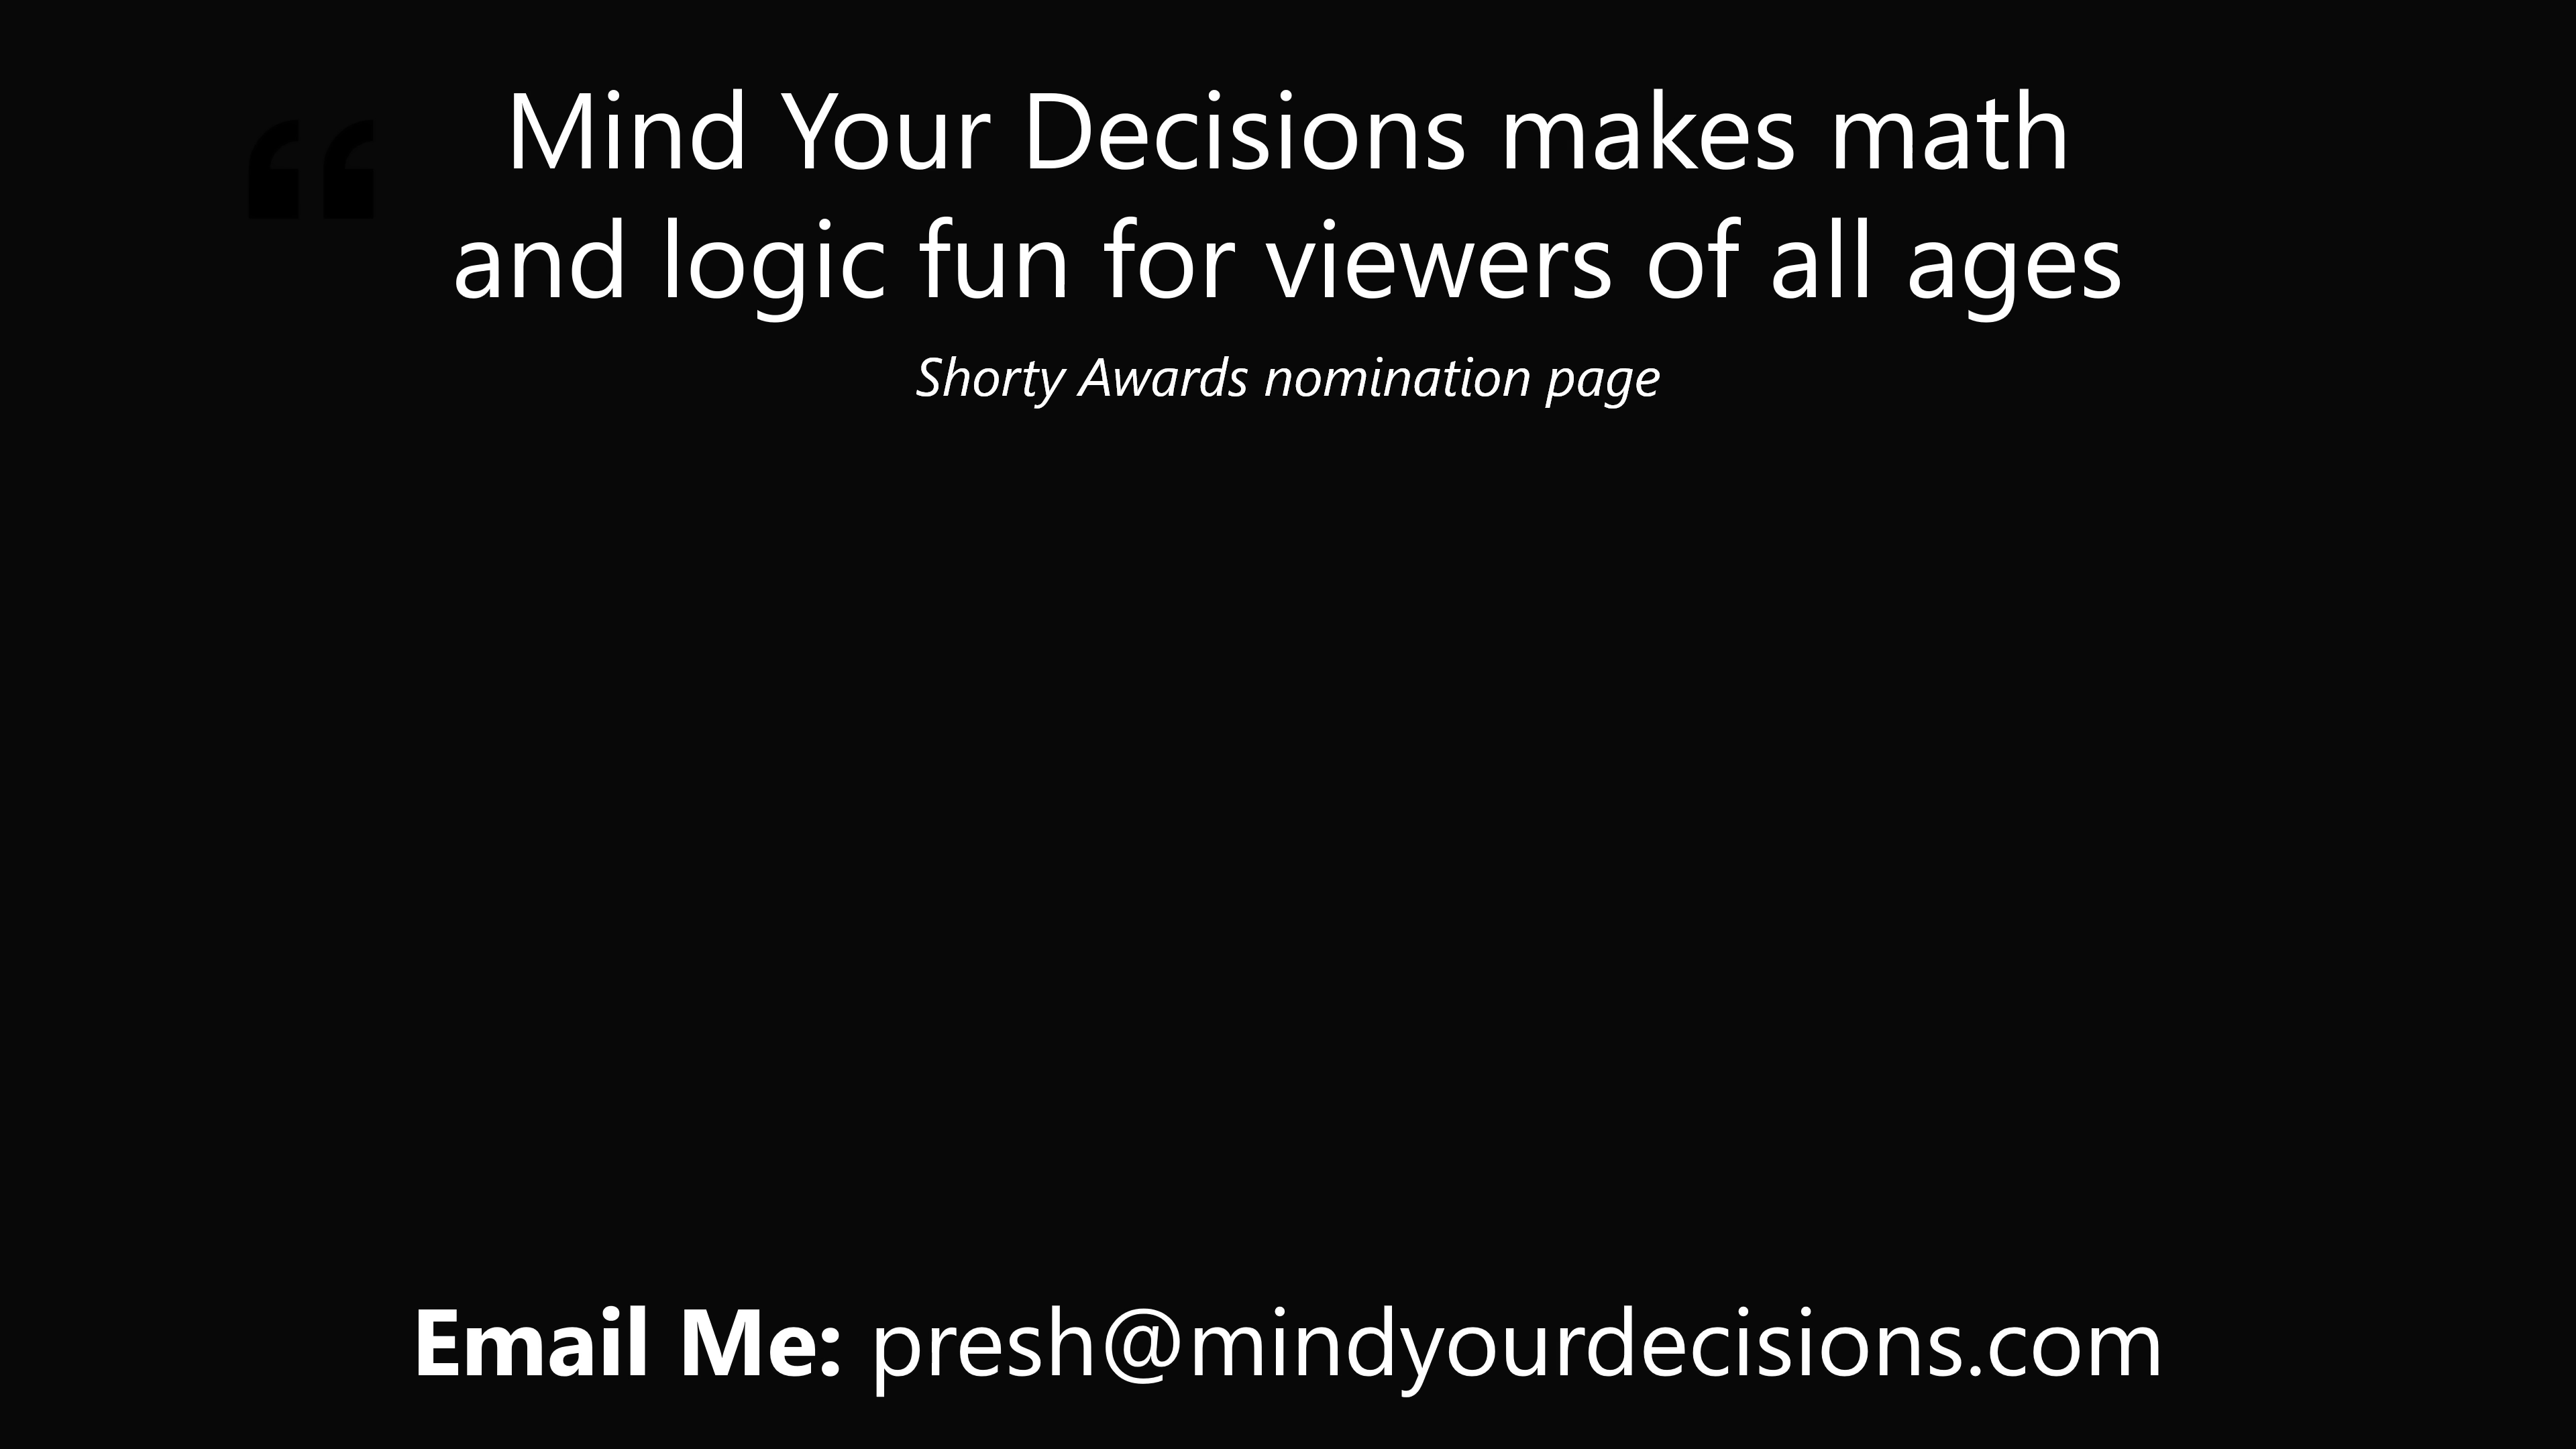 “
Mind Your Decisions makes math
and logic fun for viewers of all ages
Shorty Awards nomination page
Email Me: presh@mindyourdecisions.com